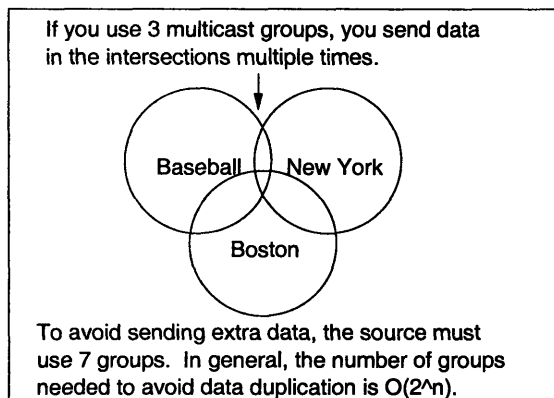 If you use 3 multicast groups, you send data
in the intersections multiple times.
Baseball New York
Boston
To avoid sending extra data, the source must
use 7 groups. In general, the number of groups
needed to avoid data duplication is O(2^n).